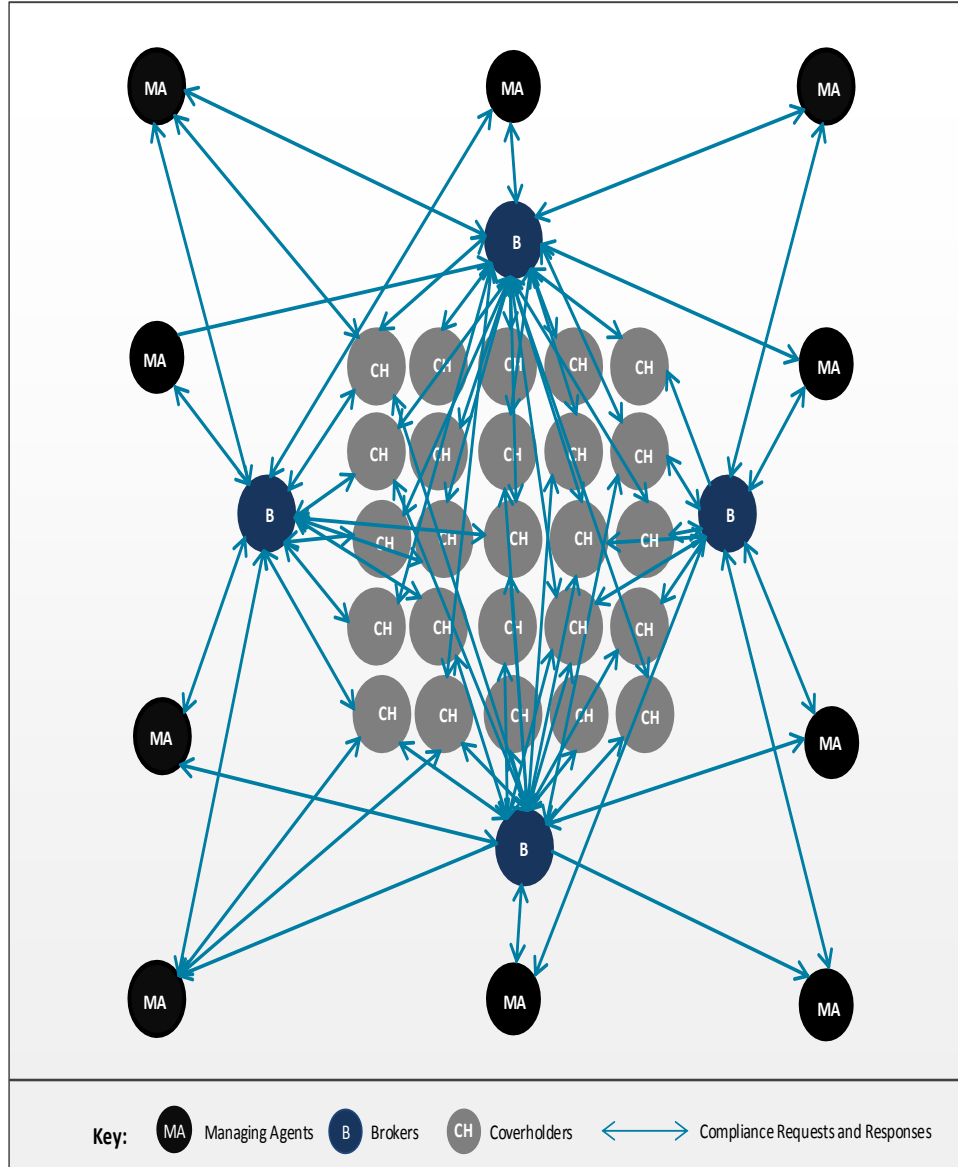 MA MA MA
B
MA MA
CH CH CH CH CH
CH CH CH CH CH
B B
CH CH CH CH CH
CH CH CH CH CH
CH CH CH CH CH
MA MA
B
MA MA MA
Key: MA Managing Agents B Brokers CH Coverholders Compliance Requests and Responses